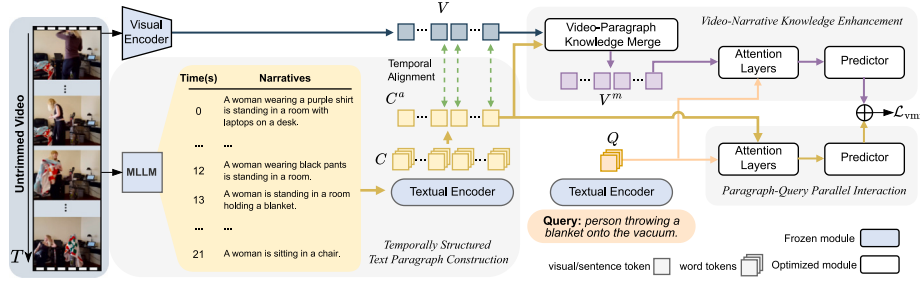 Untrimmed Video
T
Visual
Encoder
MLLM
Time(s)
Narratives
0
A woman wearing a purple shirt
is standing in a room with
laptops on a desk.
...
...
12
A woman wearing black pants
is standing in a room.
13
A woman is standing in a room
holding a blanket.
...
...
21
A woman is sitting in a chair.
V
Temporal
Alignment
C^a
C
Textual Encoder
Temporally Structured
Text Paragraph Construction
Video-Paragraph
Knowledge Merge
V^m
Video-Narrative Knowledge Enhancement
Attention
Layers
Predictor
Q
Textual Encoder
Query: person throwing a
blanket onto the vacuum.
Attention
Layers
Predictor
Paragraph-Query Parallel Interaction
L_vmr
visual/sentence token
word tokens
Frozen module
Optimized module